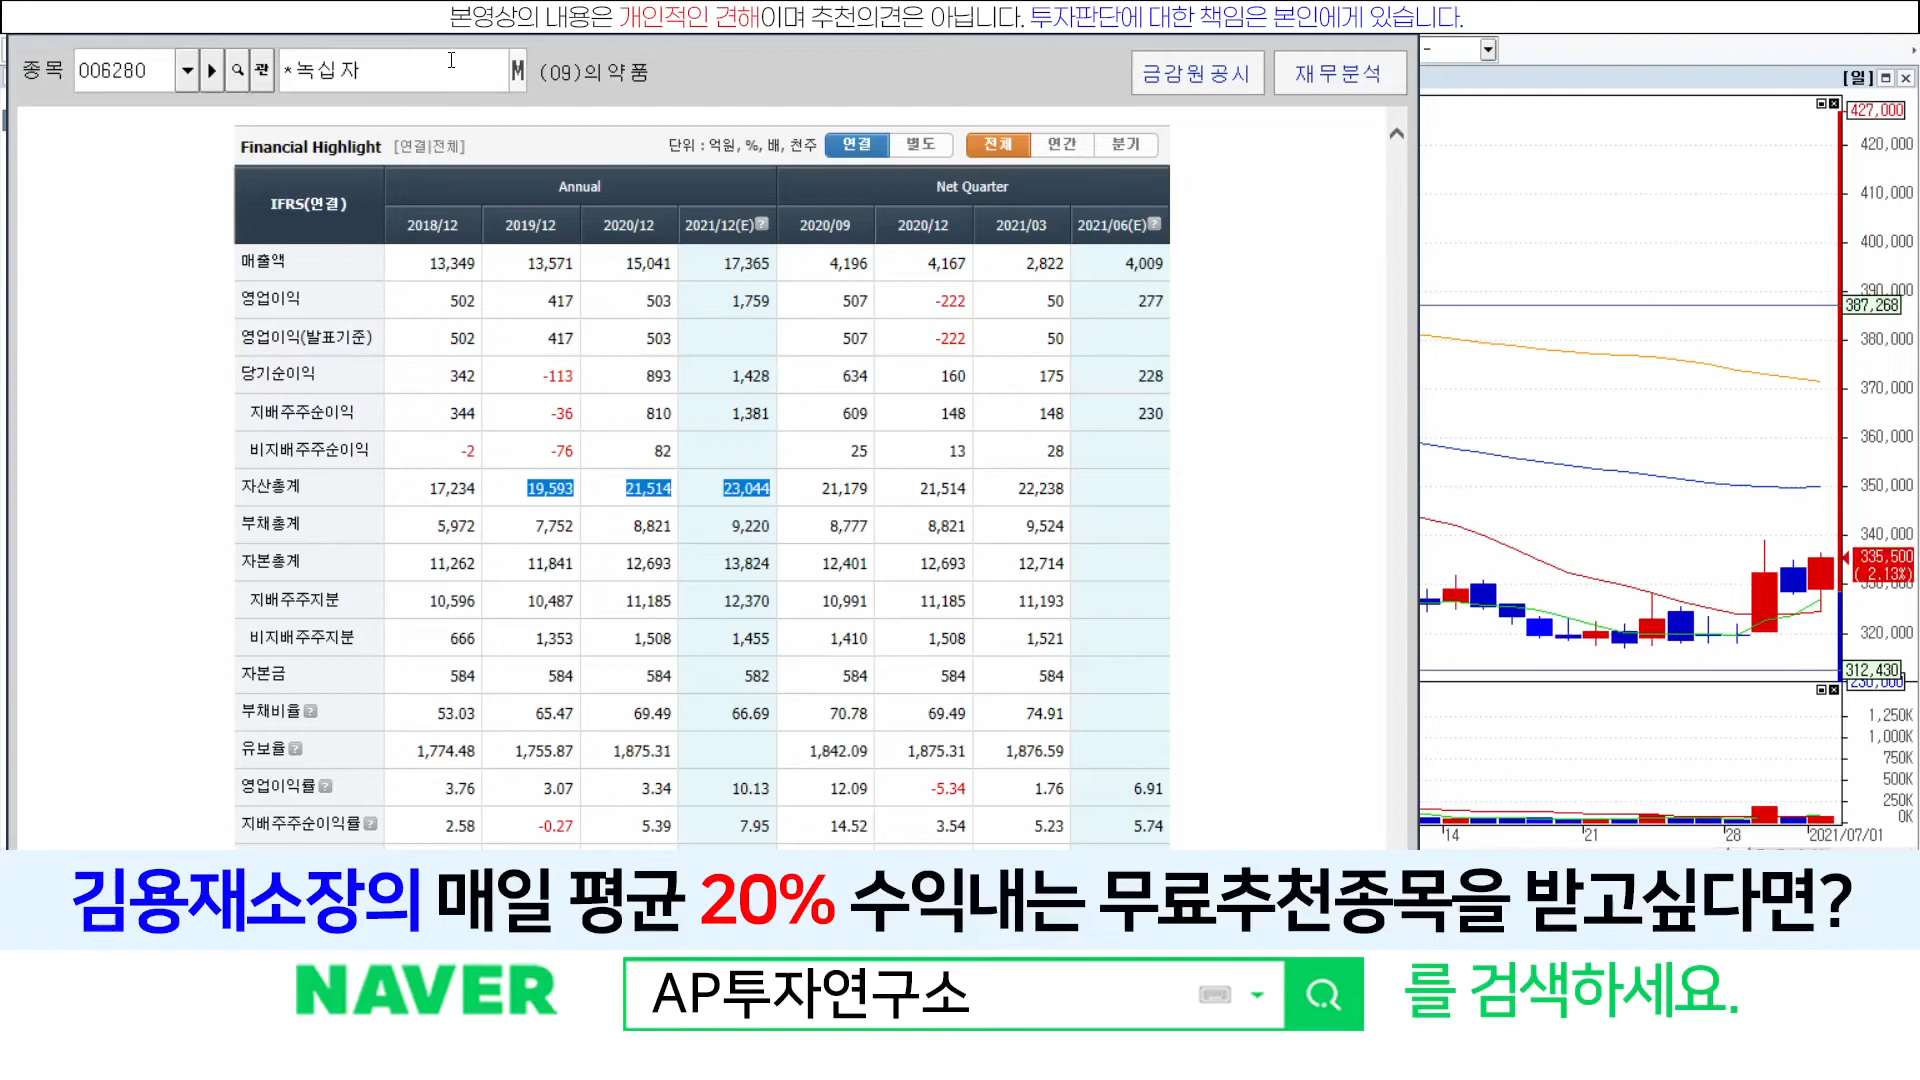 본영상의 내용은 개인적인 견해이며 추천의견은 아닙니다. 투자판단에 대한 책임은 본인에게 있습니다.
종목 006280 관 *녹십자 M (09)의약품 금감원공시 재무분석
[일]
Financial Highlight [연결|전체] 단위 : 억원, %, 배, 천주 연결 별도 전체 연간 분기
IFRS(연결) Annual Net Quarter
2018/12 2019/12 2020/12 2021/12(E) 2020/09 2020/12 2021/03 2021/06(E)
매출액 13,349 13,571 15,041 17,365 4,196 4,167 2,822 4,009
영업이익 502 417 503 1,759 507 -222 50 277
영업이익(발표기준) 502 417 503 507 -222 50
당기순이익 342 -113 893 1,428 634 160 175 228
지배주주순이익 344 -36 810 1,381 609 148 148 230
비지배주주순이익 -2 -76 82 25 13 28
자산총계 17,234 19,593 21,514 23,044 21,179 21,514 22,238
부채총계 5,972 7,752 8,821 9,220 8,777 8,821 9,524
자본총계 11,262 11,841 12,693 13,824 12,401 12,693 12,714
지배주주지분 10,596 10,487 11,185 12,370 10,991 11,185 11,193
비지배주주지분 666 1,353 1,508 1,455 1,410 1,508 1,521
자본금 584 584 584 582 584 584 584
부채비율 53.03 65.47 69.49 66.69 70.78 69.49 74.91
유보율 1,774.48 1,755.87 1,875.31 1,842.09 1,875.31 1,876.59
영업이익률 3.76 3.07 3.34 10.13 12.09 -5.34 1.76 6.91
지배주주순이익률 2.58 -0.27 5.39 7.95 14.52 3.54 5.23 5.74
427,000
420,000
410,000
400,000
390,000
387,268
380,000
370,000
360,000
350,000
340,000
335,500
( 2.13%)
330,000
320,000
312,430
1,250K
1,000K
750K
500K
250K
0K
14 21 28 2021/07/01
김용재소장의 매일 평균 20% 수익내는 무료추천종목을 받고싶다면?
NAVER AP투자연구소 를 검색하세요.